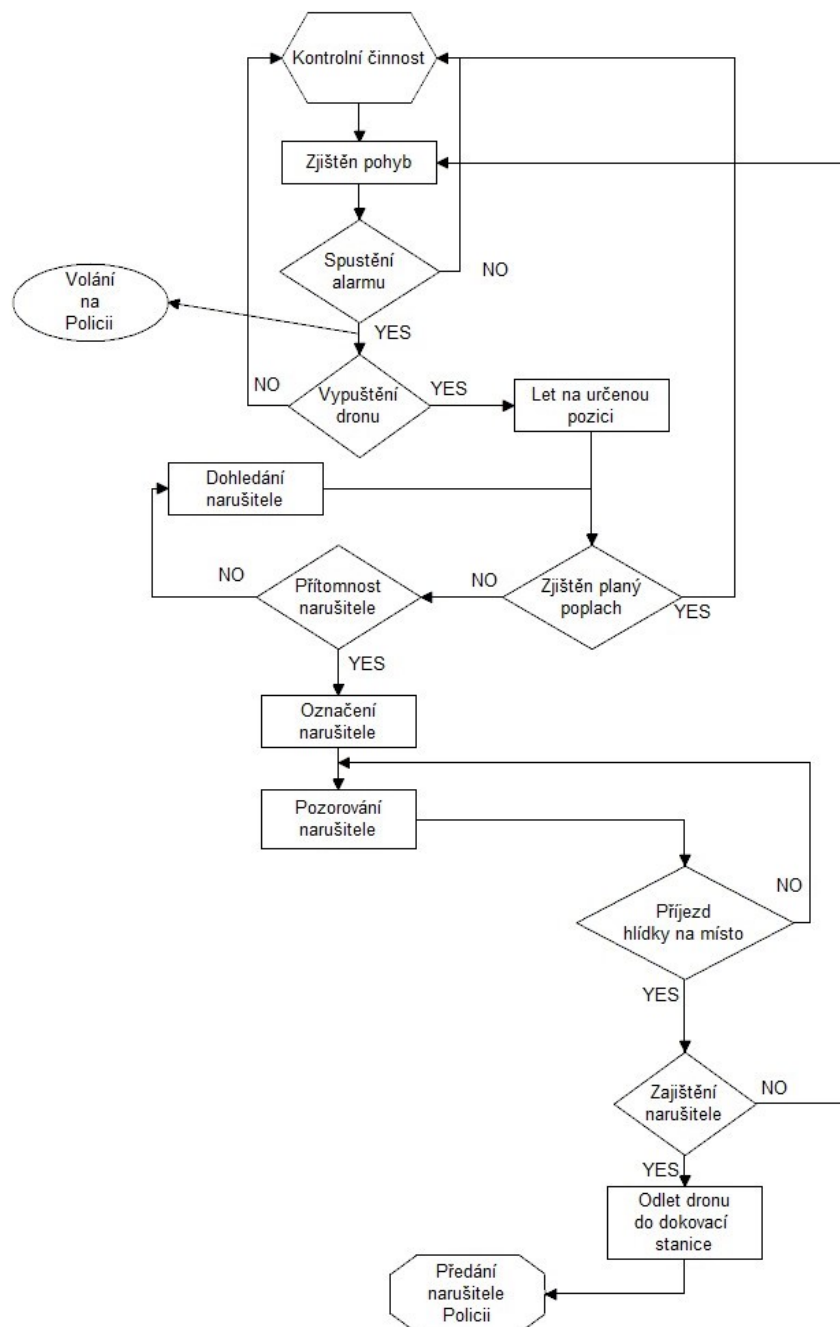 Kontrolní činnost
Zjištěn pohyb
Spustění
alarmu
NO
Volání
na
Policii
YES
NO
Vypuštění
dronu
YES
Let na určenou
pozici
Dohledání
narušitele
NO
Přítomnost
narušitele
NO
Zjištěn planý
poplach
YES
YES
Označení
narušitele
Pozorování
narušitele
NO
Příjezd
hlídky na místo
YES
Zajištění
narušitele
NO
YES
Odlet dronu
do dokovací
stanice
Předání
narušitele
Policii